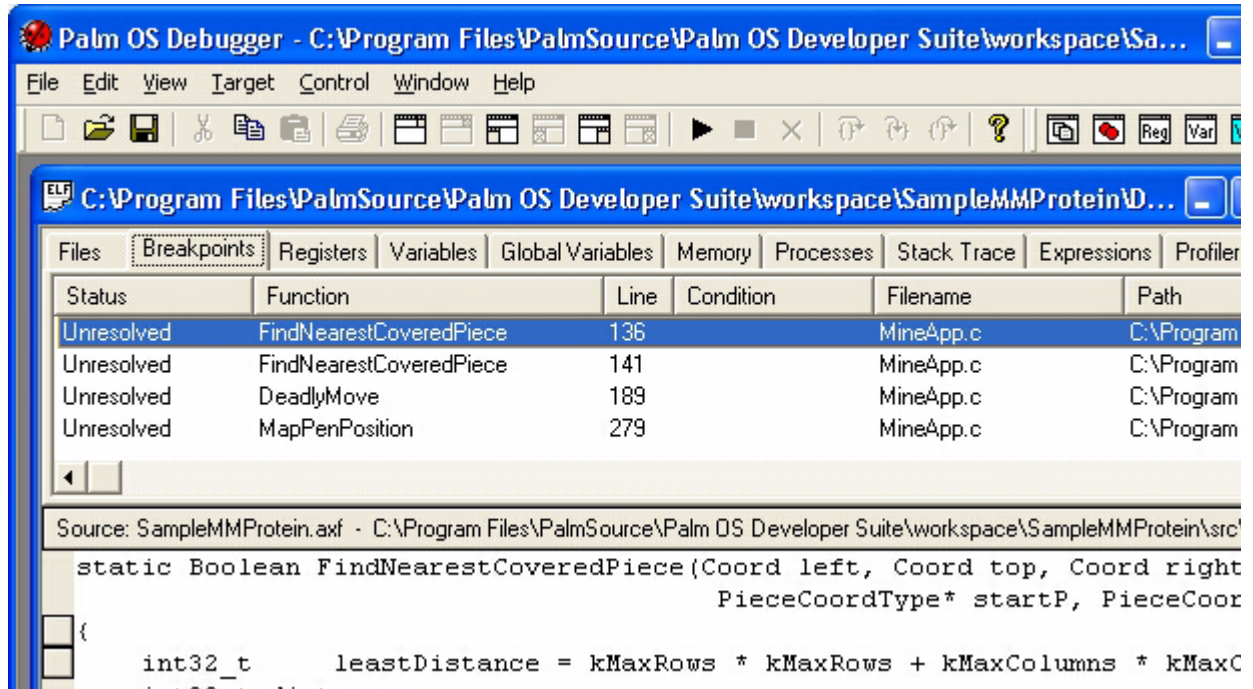 Palm OS Debugger - C:\Program Files\PalmSource\Palm OS Developer Suite\workspace\Sa...
File Edit View Target Control Window Help
Reg Var
ELF C:\Program Files\PalmSource\Palm OS Developer Suite\workspace\SampleMMProtein\D...
Files Breakpoints Registers Variables Global Variables Memory Processes Stack Trace Expressions Profiler
Status Function Line Condition Filename Path
Unresolved FindNearestCoveredPiece 136 MineApp.c C:\Program
Unresolved FindNearestCoveredPiece 141 MineApp.c C:\Program
Unresolved DeadlyMove 189 MineApp.c C:\Program
Unresolved MapPenPosition 279 MineApp.c C:\Program
Source: SampleMMProtein.axf - C:\Program Files\PalmSource\Palm OS Developer Suite\workspace\SampleMMProtein\src\
static Boolean FindNearestCoveredPiece(Coord left, Coord top, Coord right
PieceCoordType* startP, PieceCoor
{
int32_t leastDistance = kMaxRows * kMaxRows + kMaxColumns * kMaxC